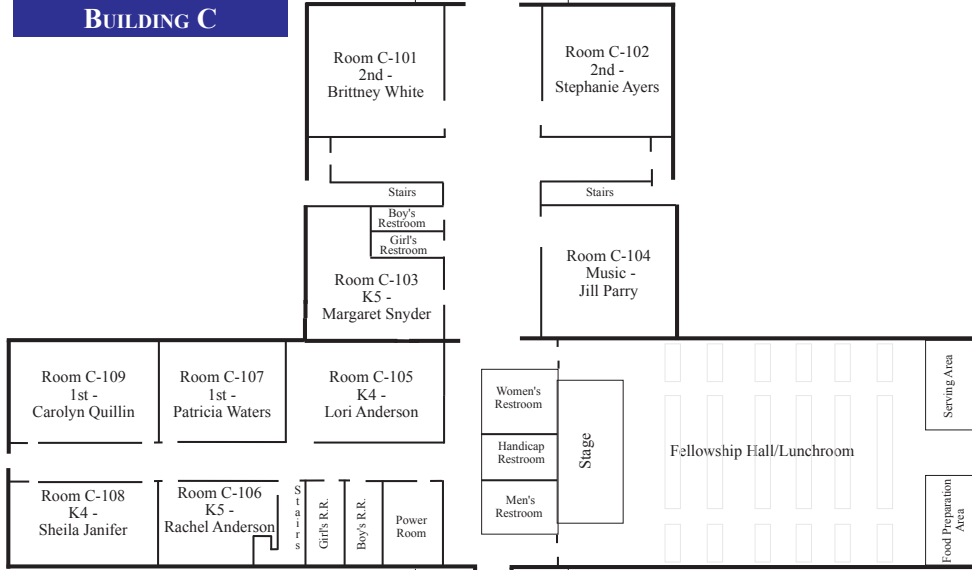 BUILDING C
Room C-101
2nd -
Brittney White
Room C-102
2nd -
Stephanie Ayers
Stairs
Stairs
Boy's
Restroom
Girl's
Restroom
Room C-103
K5 -
Margaret Snyder
Room C-104
Music -
Jill Parry
Room C-109
1st -
Carolyn Quillin
Room C-107
1st -
Patricia Waters
Room C-105
K4 -
Lori Anderson
Women's
Restroom
Handicap
Restroom
Men's
Restroom
Stage
Fellowship Hall/Lunchroom
Serving Area
Food Preparation
Area
Room C-108
K4 -
Sheila Janifer
Room C-106
K5 -
Rachel Anderson
Stairs
Girl's R.R.
Boy's R.R.
Power
Room